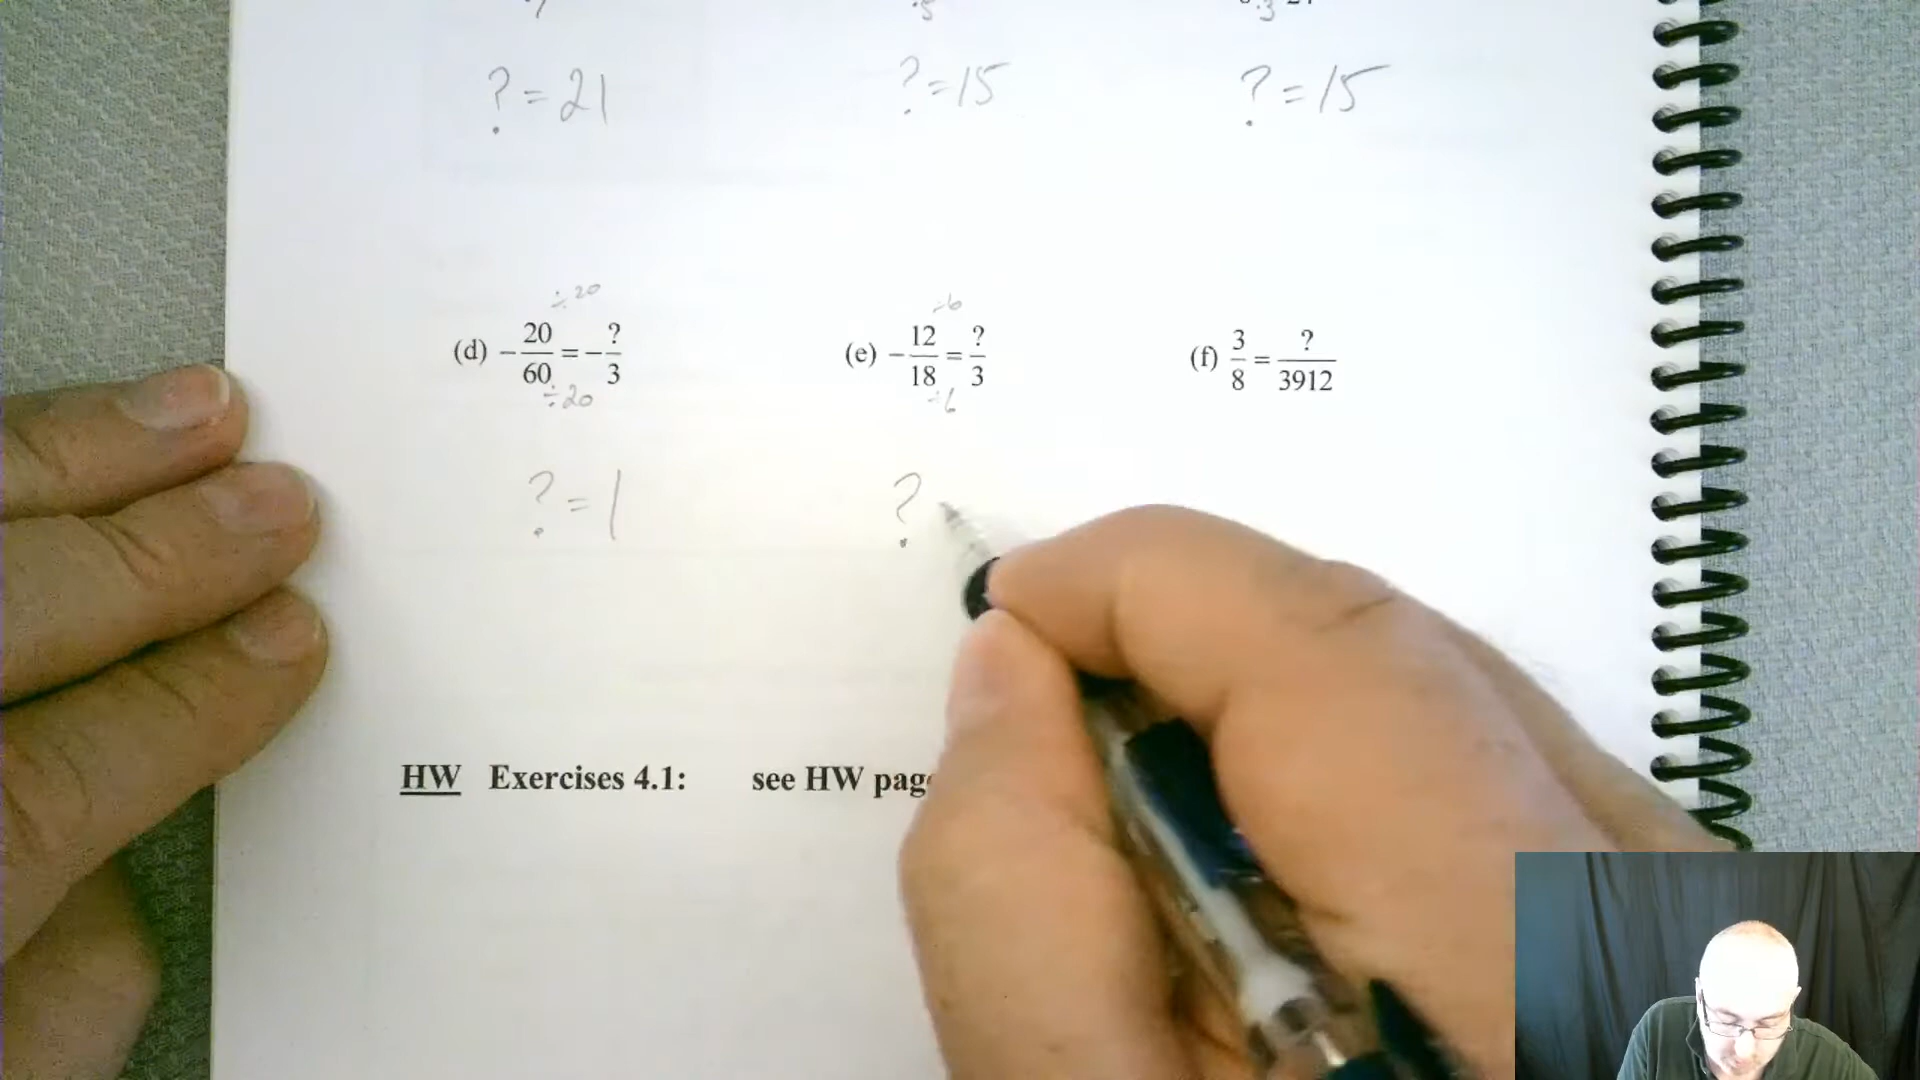 ? = 21 ? = 15 ? = 15
÷ 20 ÷ 6
(d) - 20/60 = - ?/3 (e) - 12/18 = ?/3 (f) 3/8 = ?/3912
÷ 20 ÷ 6
? = 1 ?
HW Exercises 4.1: see HW